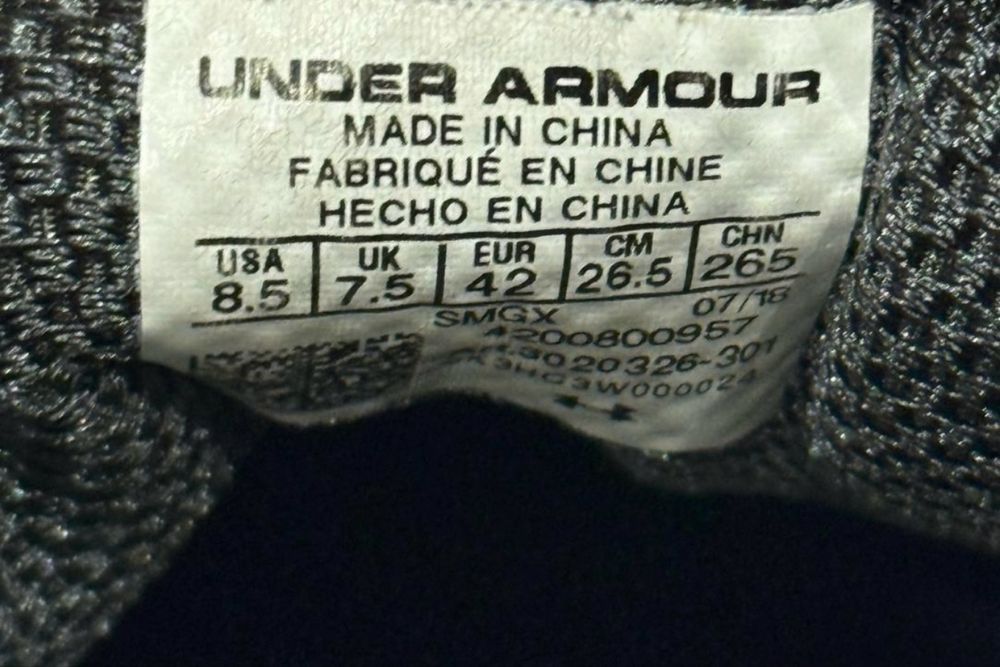 UNDER ARMOUR
MADE IN CHINA
FABRIQUÉ EN CHINE
HECHO EN CHINA
USA UK EUR CM CHN
8.5 7.5 42 26.5 265
SMGX 07/18
4200800957